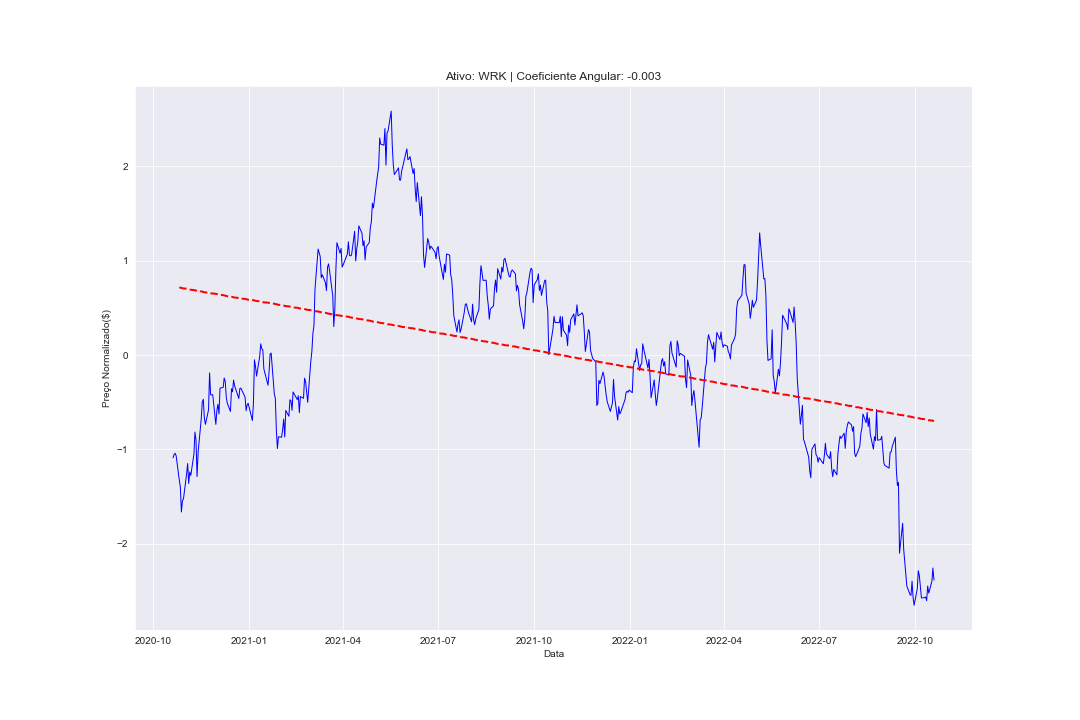 Ativo: WRK | Coeficiente Angular: -0.003
Preço Normalizado($)
2
1
0
−1
−2
2020-10 2021-01 2021-04 2021-07 2021-10 2022-01 2022-04 2022-07 2022-10
Data